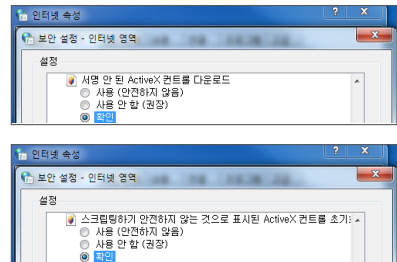 인터넷 속성
보안 설정 - 인터넷 영역
설정
서명 안 된 ActiveX 컨트롤 다운로드
사용 (안전하지 않음)
사용 안 함 (권장)
확인
인터넷 속성
보안 설정 - 인터넷 영역
설정
스크립팅하기 안전하지 않는 것으로 표시된 ActiveX 컨트롤 초기
사용 (안전하지 않음)
사용 안 함 (권장)
확인